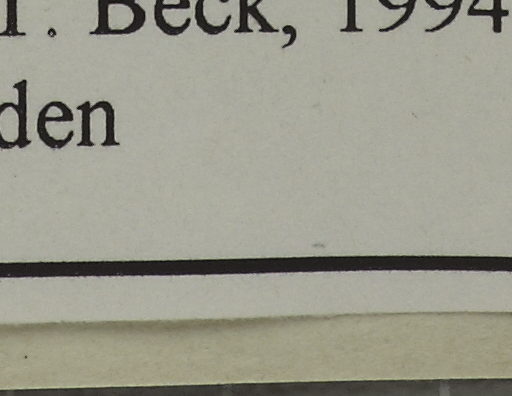 . Beck, 1994
den